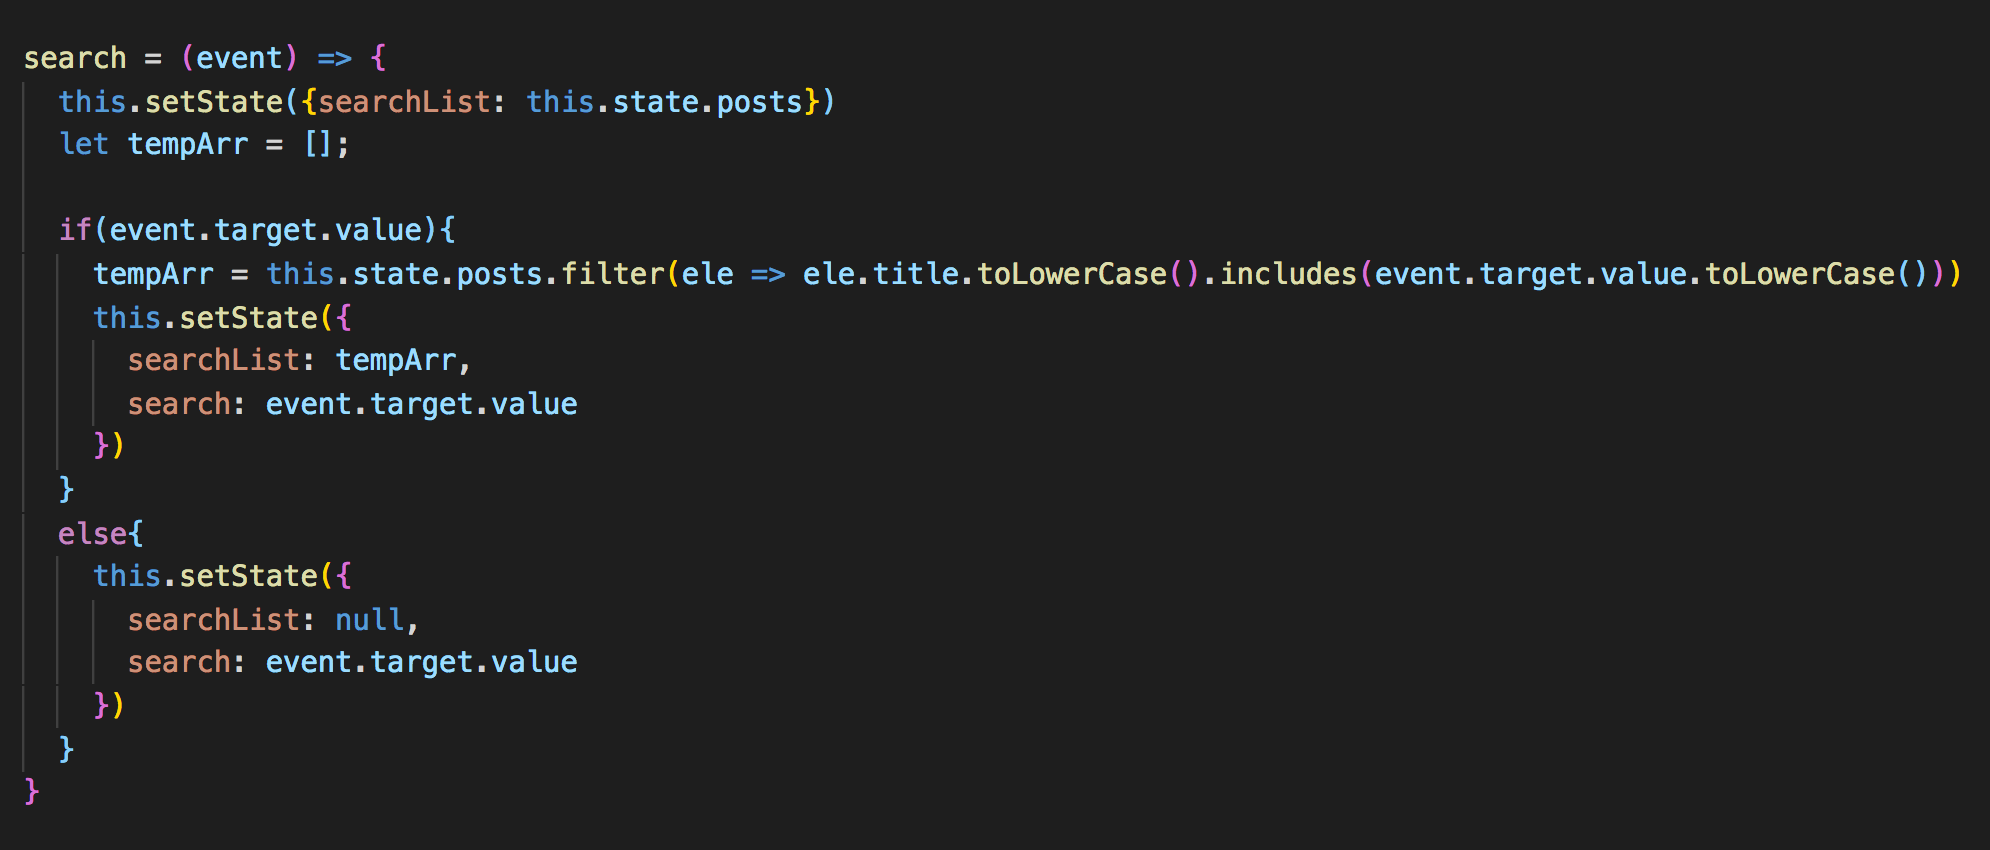 search = (event) => {
  this.setState({searchList: this.state.posts})
  let tempArr = [];

  if(event.target.value){
    tempArr = this.state.posts.filter(ele => ele.title.toLowerCase().includes(event.target.value.toLowerCase()))
    this.setState({
      searchList: tempArr,
      search: event.target.value
    })
  }
  else{
    this.setState({
      searchList: null,
      search: event.target.value
    })
  }
}